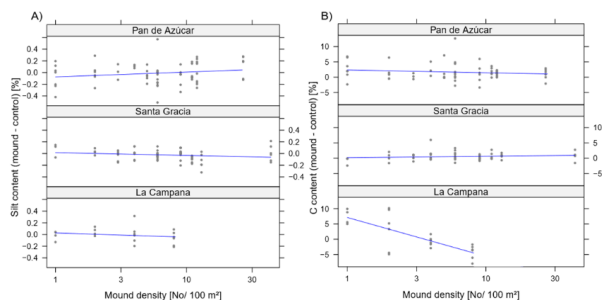 A)
Pan de Azúcar
0.4
0.2
0.0
-0.2
-0.4
Santa Gracia
0.4
0.2
0.0
-0.2
-0.4
La Campana
0.4
0.2
0.0
-0.2
-0.4
Silt content (mound - control) [%]
1 3 10 30
Mound density [No/ 100 m²]
B)
Pan de Azúcar
10
5
0
-5
Santa Gracia
10
5
0
-5
La Campana
10
5
0
-5
C content (mound - control) [%]
1 3 10 30
Mound density [No/ 100 m²]